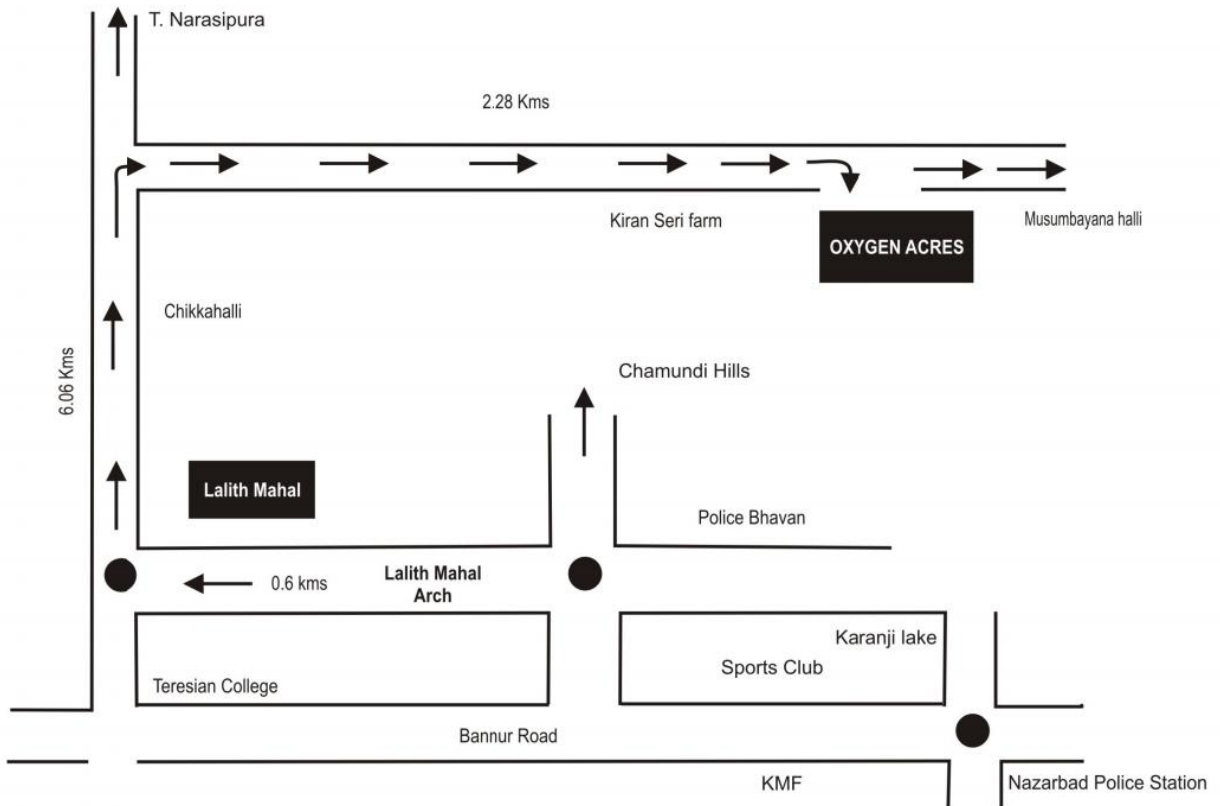 T. Narasipura
2.28 Kms
Kiran Seri farm
OXYGEN ACRES
Musumbayana halli
Chikkahalli
6.06 Kms
Chamundi Hills
Lalith Mahal
Police Bhavan
0.6 kms
Lalith Mahal
Arch
Karanji lake
Sports Club
Teresian College
Bannur Road
KMF
Nazarbad Police Station